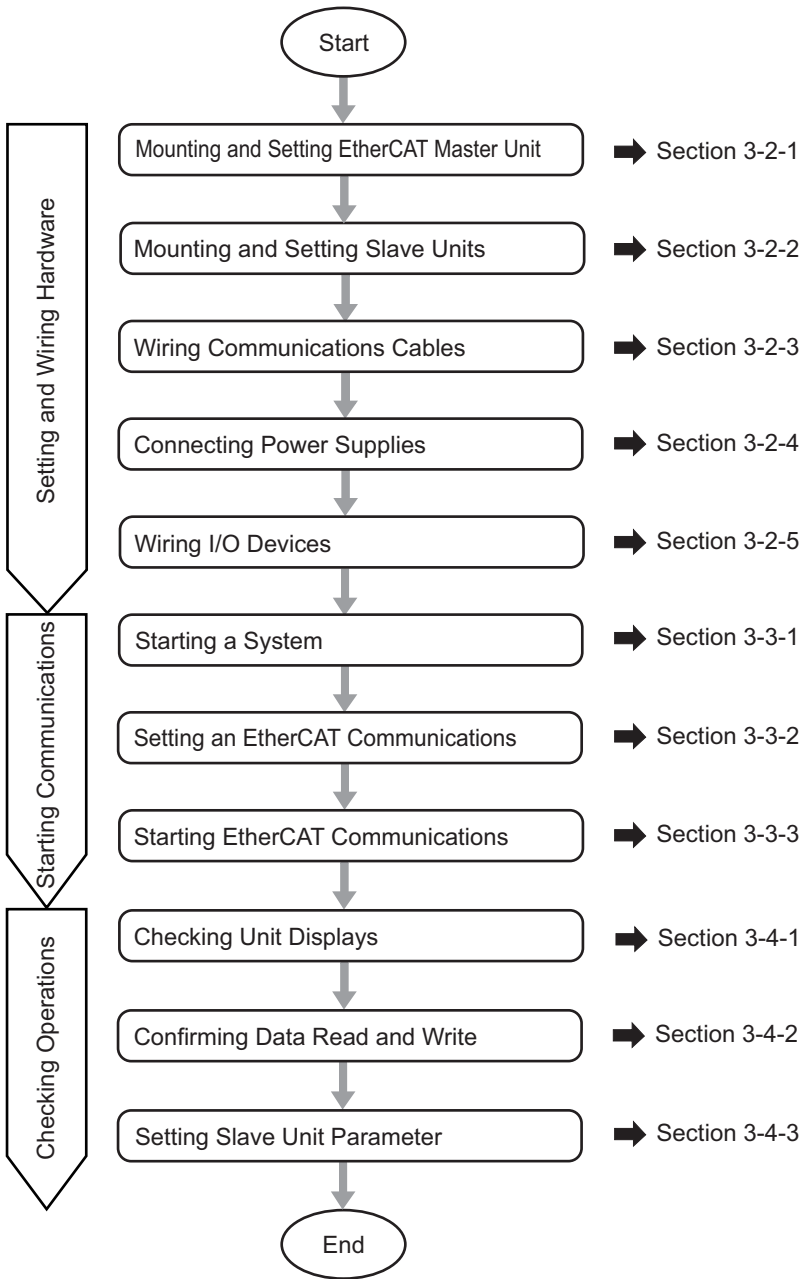 Start
Setting and Wiring Hardware
Mounting and Setting EtherCAT Master Unit
Section 3-2-1
Mounting and Setting Slave Units
Section 3-2-2
Wiring Communications Cables
Section 3-2-3
Connecting Power Supplies
Section 3-2-4
Wiring I/O Devices
Section 3-2-5
Starting Communications
Starting a System
Section 3-3-1
Setting an EtherCAT Communications
Section 3-3-2
Starting EtherCAT Communications
Section 3-3-3
Checking Operations
Checking Unit Displays
Section 3-4-1
Confirming Data Read and Write
Section 3-4-2
Setting Slave Unit Parameter
Section 3-4-3
End